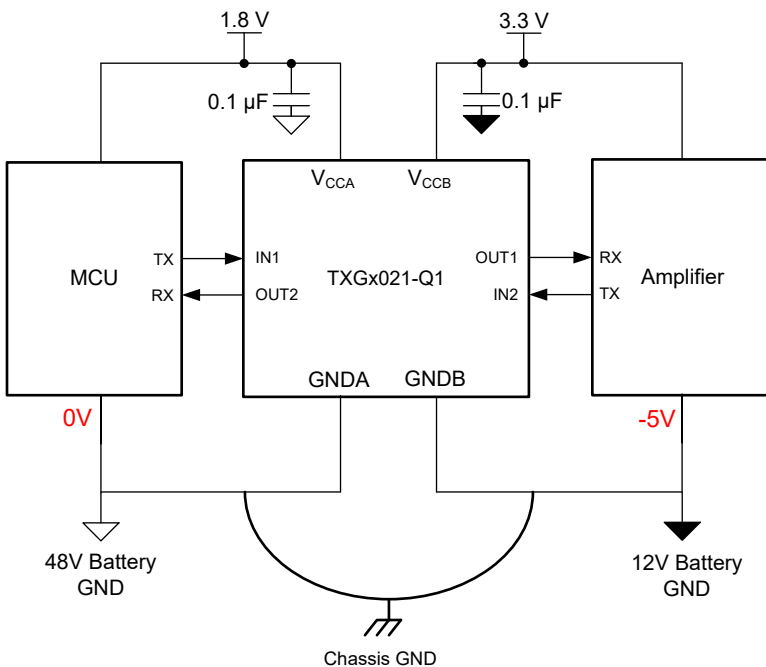 1.8 V
3.3 V
0.1 µF
0.1 µF
VCCA
VCCB
MCU
TX
RX
IN1
OUT2
TXGx021-Q1
OUT1
IN2
RX
TX
Amplifier
GNDA
GNDB
0V
-5V
48V Battery
GND
12V Battery
GND
Chassis GND